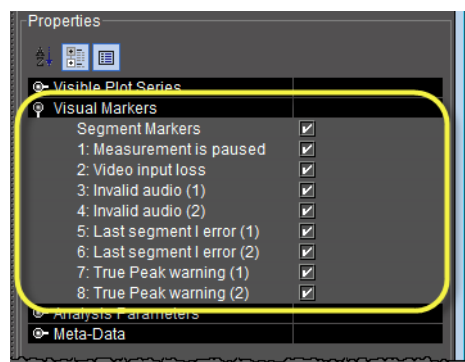 Properties
Visible Plot Series
Visual Markers
Segment Markers
1: Measurement is paused
2: Video input loss
3: Invalid audio (1)
4: Invalid audio (2)
5: Last segment I error (1)
6: Last segment I error (2)
7: True Peak warning (1)
8: True Peak warning (2)
Analysis Parameters
Meta-Data